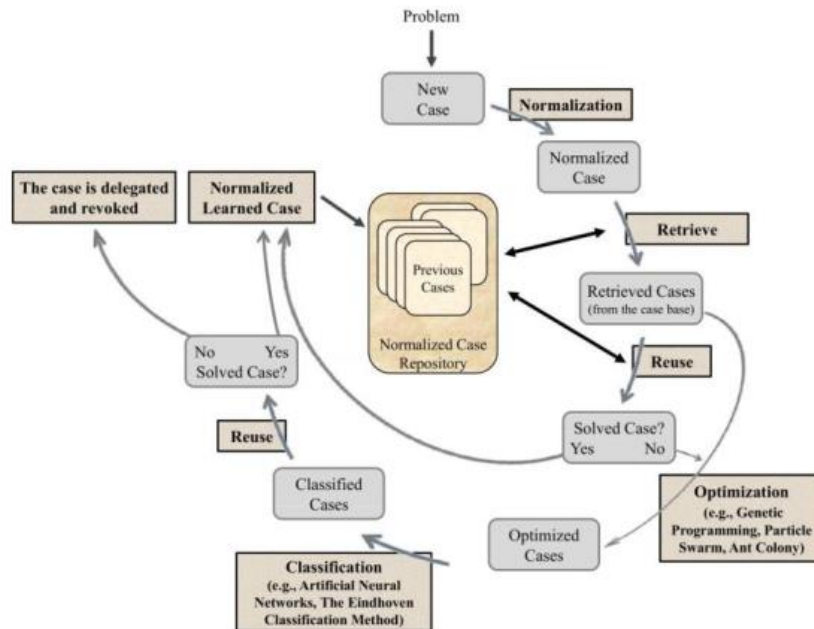 Problem
New
Case
Normalization
Normalized
Case
The case is delegated
and revoked
Normalized
Learned Case
Previous
Cases
Normalized Case
Repository
Retrieve
Retrieved Cases
(from the case base)
Reuse
No Yes
Solved Case?
Solved Case?
Yes No
Reuse
Classified
Cases
Optimization
(e.g., Genetic
Programming, Particle
Swarm, Ant Colony)
Optimized
Cases
Classification
(e.g., Artificial Neural
Networks, The Eindhoven
Classification Method)